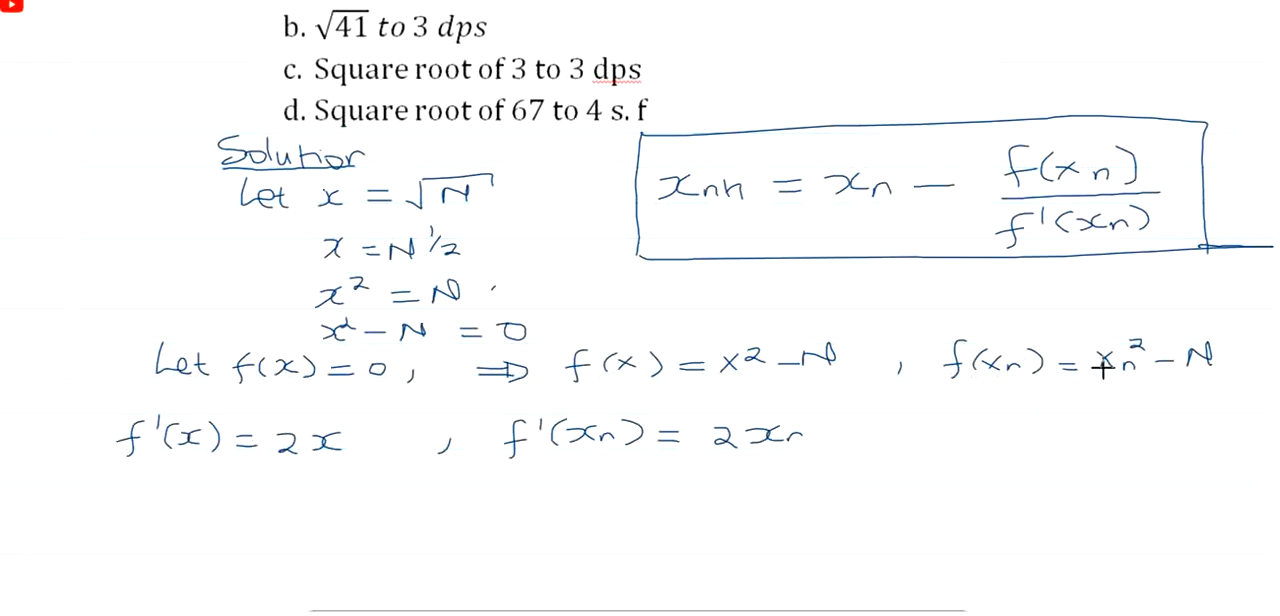 b. √41 to 3 dps
c. Square root of 3 to 3 dps
d. Square root of 67 to 4 s. f
Solution
Let x = √N
xₙ₊₁ = xₙ − f(xₙ)/f'(xₙ)
x = N^1/2
x² = N
x² − N = 0
Let f(x) = 0, ⇒ f(x) = x² − N , f(xₙ) = xₙ² − N
f'(x) = 2x , f'(xₙ) = 2xₙ